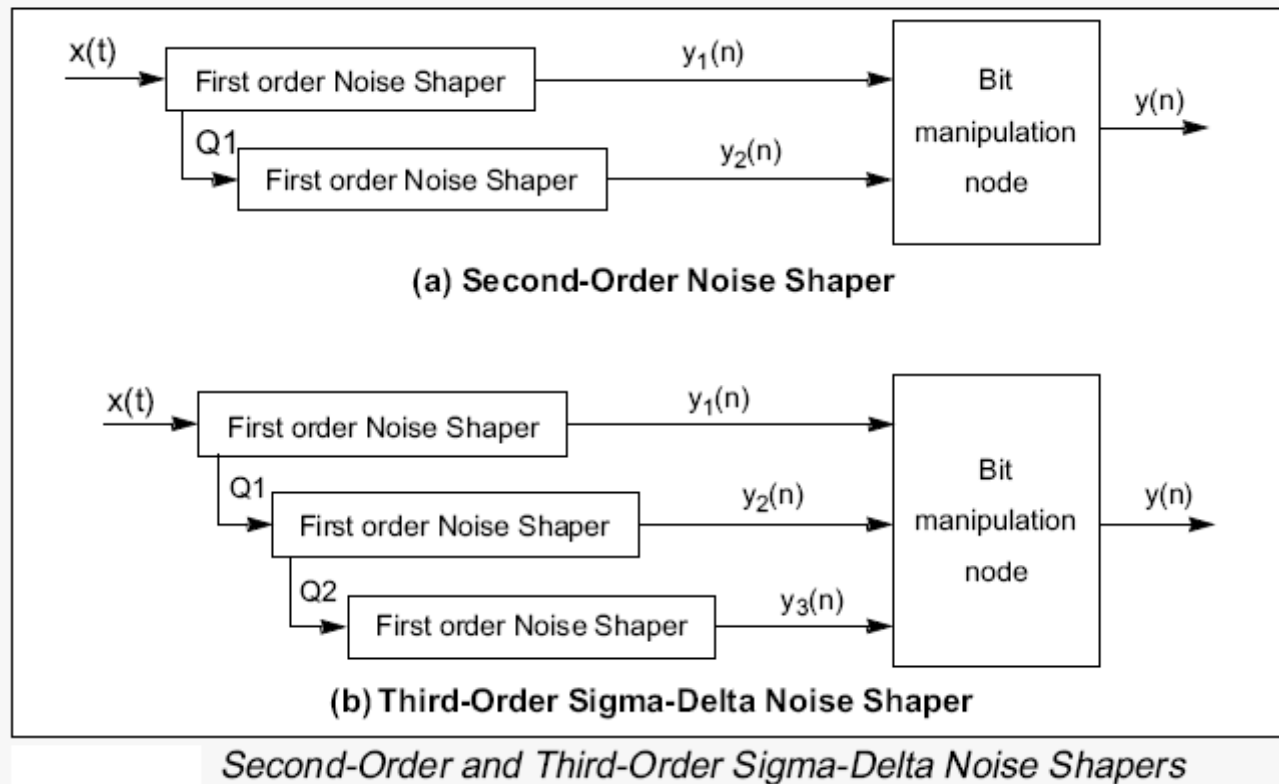 x(t)
First order Noise Shaper
y1(n)
Q1
First order Noise Shaper
y2(n)
Bit
manipulation
node
y(n)
(a) Second-Order Noise Shaper
x(t)
First order Noise Shaper
y1(n)
Q1
First order Noise Shaper
y2(n)
Q2
First order Noise Shaper
y3(n)
Bit
manipulation
node
y(n)
(b) Third-Order Sigma-Delta Noise Shaper
Second-Order and Third-Order Sigma-Delta Noise Shapers